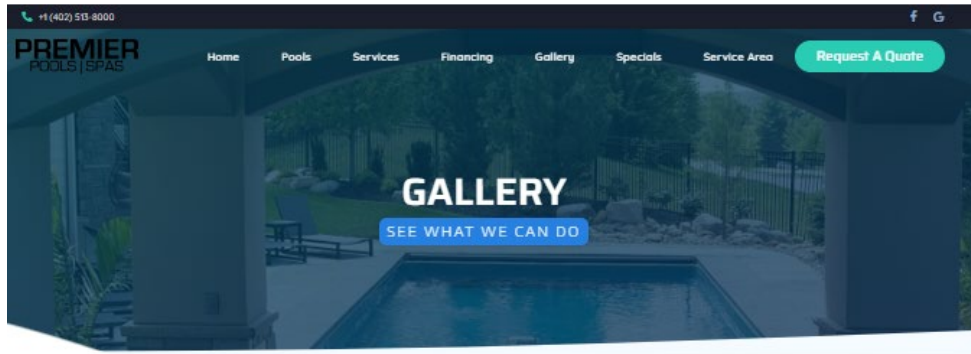 +1 (402) 513-8000
PREMIER
POOLS | SPAS
Home Pools Services Financing Gallery Specials Service Area Request A Quote
GALLERY
SEE WHAT WE CAN DO